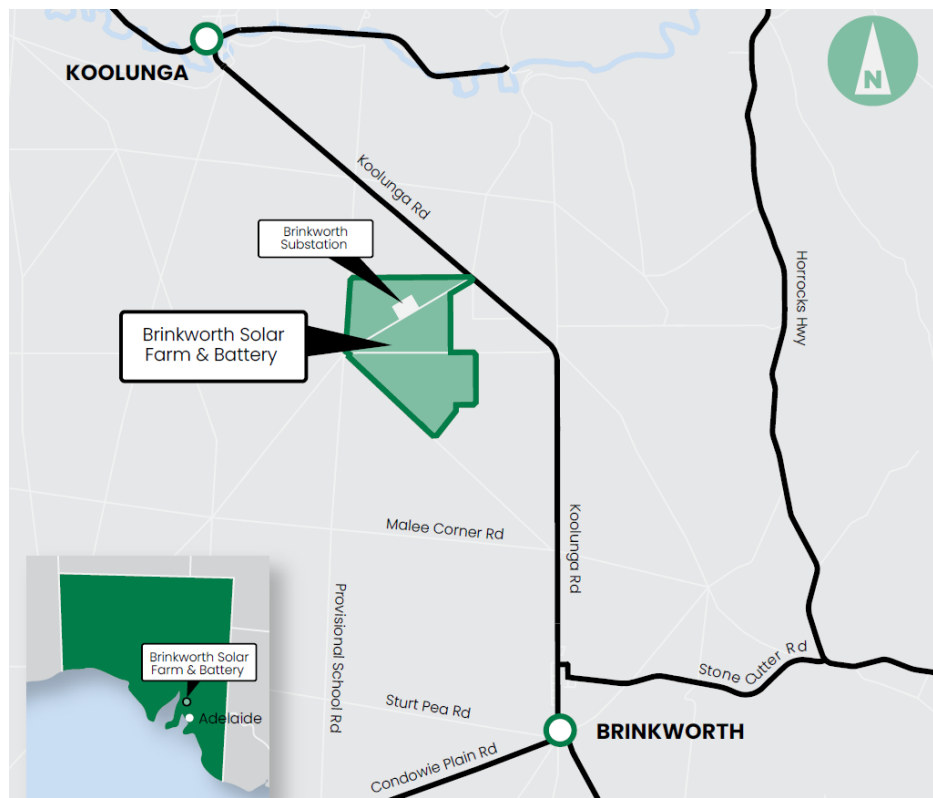 N
KOOLUNGA
Koolunga Rd
Brinkworth
Substation
Horrocks Hwy
Brinkworth Solar
Farm & Battery
Malee Corner Rd
Koolunga Rd
Provisional School Rd
Brinkworth Solar
Farm & Battery
Adelaide
Stone Cutter Rd
Sturt Pea Rd
BRINKWORTH
Condowie Plain Rd